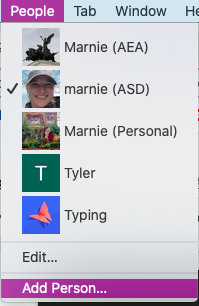 People Tab Window He
Marnie (AEA)
marnie (ASD)
Marnie (Personal)
Tyler
T
Typing
Edit...
Add Person...